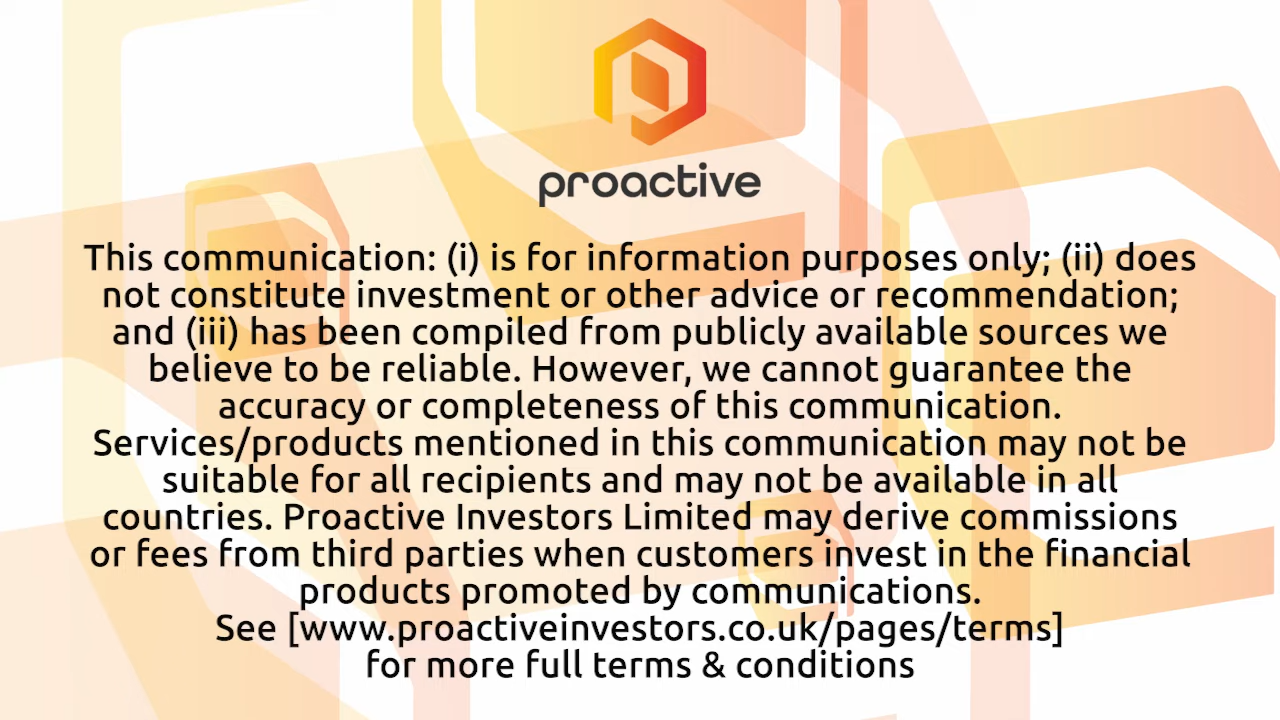 proactive
This communication: (i) is for information purposes only; (ii) does
not constitute investment or other advice or recommendation;
and (iii) has been compiled from publicly available sources we
believe to be reliable. However, we cannot guarantee the
accuracy or completeness of this communication.
Services/products mentioned in this communication may not be
suitable for all recipients and may not be available in all
countries. Proactive Investors Limited may derive commissions
or fees from third parties when customers invest in the financial
products promoted by communications.
See [www.proactiveinvestors.co.uk/pages/terms]
for more full terms & conditions